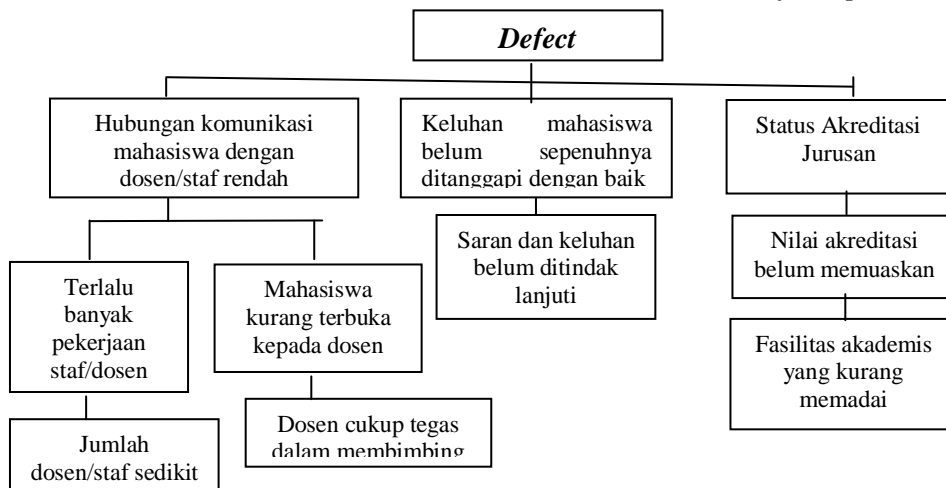 Defect
Hubungan komunikasi
mahasiswa dengan
dosen/staf rendah
Keluhan mahasiswa
belum sepenuhnya
ditanggapi dengan baik
Status Akreditasi
Jurusan
Terlalu
banyak
pekerjaan
staf/dosen
Mahasiswa
kurang terbuka
kepada dosen
Saran dan keluhan
belum ditindak
lanjuti
Nilai akreditasi
belum memuaskan
Jumlah
dosen/staf sedikit
Dosen cukup tegas
dalam membimbing
Fasilitas akademis
yang kurang
memadai